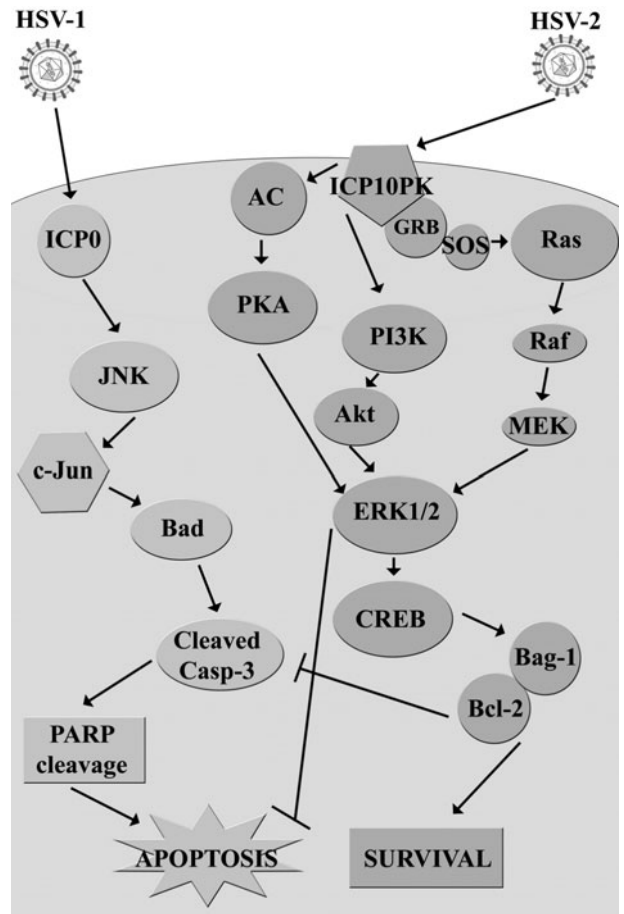 HSV-1
HSV-2
ICP10PK
AC
GRB
SOS
Ras
ICP0
PKA
PI3K
Raf
JNK
Akt
MEK
c-Jun
Bad
ERK1/2
CREB
Cleaved
Casp-3
Bag-1
Bcl-2
PARP
cleavage
APOPTOSIS
SURVIVAL